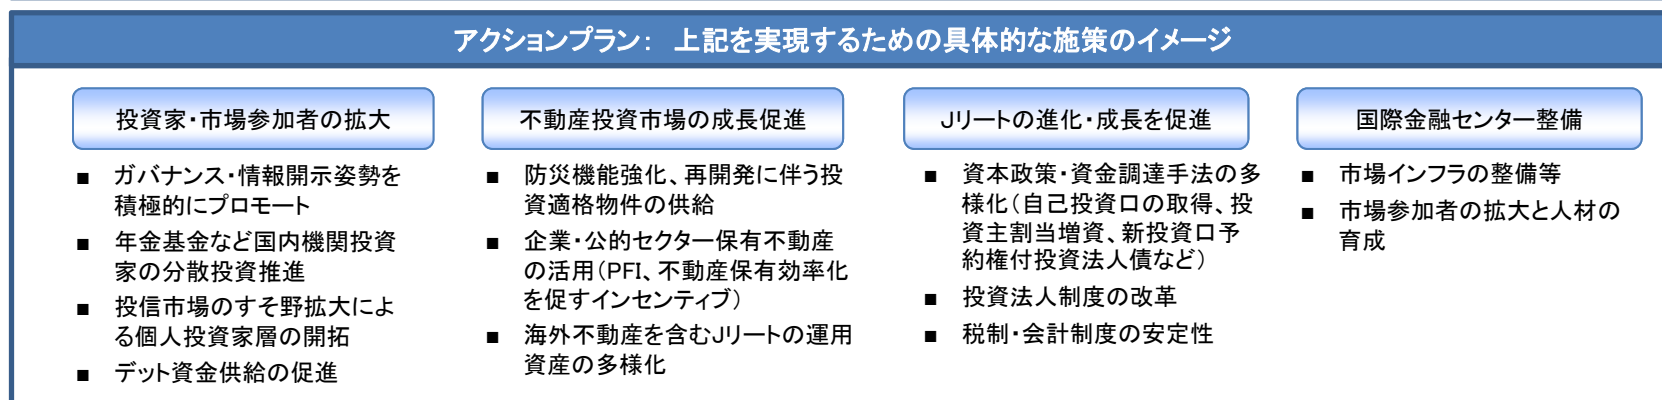 アクションプラン： 上記を実現するための具体的な施策のイメージ
投資家・市場参加者の拡大
■ ガバナンス・情報開示姿勢を
積極的にプロモート
■ 年金基金など国内機関投資
家の分散投資推進
■ 投信市場のすそ野拡大によ
る個人投資家層の開拓
■ デット資金供給の促進
不動産投資市場の成長促進
■ 防災機能強化、再開発に伴う投
資適格物件の供給
■ 企業・公的セクター保有不動産
の活用（PFI、不動産保有効率化
を促すインセンティブ）
■ 海外不動産を含むJリートの運用
資産の多様化
Jリートの進化・成長を促進
■ 資本政策・資金調達手法の多
様化（自己投資口の取得、投
資主割当増資、新投資口予
約権付投資法人債など）
■ 投資法人制度の改革
■ 税制・会計制度の安定性
国際金融センター整備
■ 市場インフラの整備等
■ 市場参加者の拡大と人材の
育成